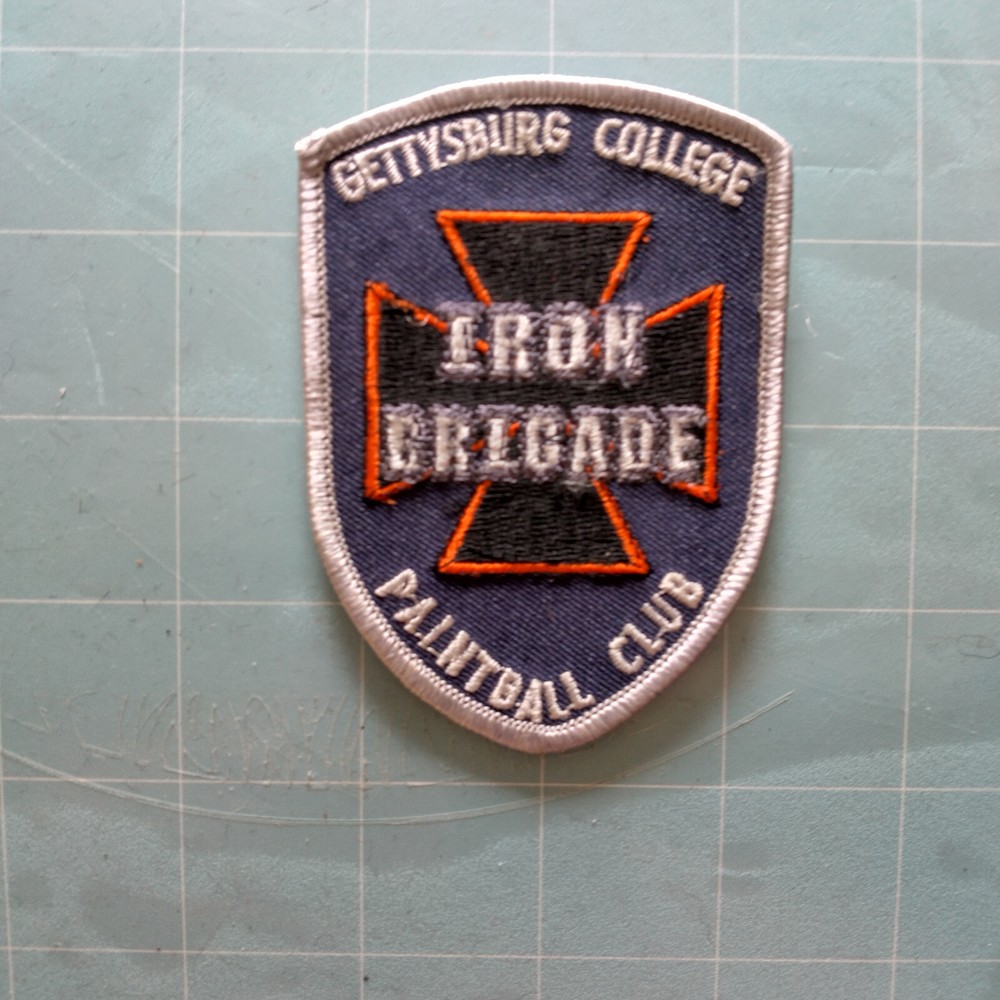 GETTYSBURG COLLEGE
IRON
BRIGADE
PAINTBALL CLUB